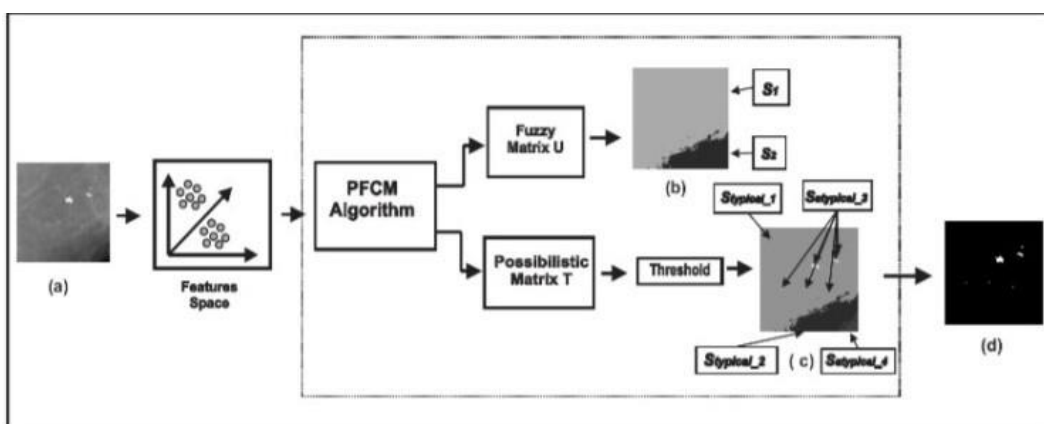 (a)
Features
Space
PFCM
Algorithm
Fuzzy
Matrix U
Possibilistic
Matrix T
Threshold
S1
S2
(b)
Stypical_1
Satypical_3
Stypical_2
( c)
Satypical_4
(d)